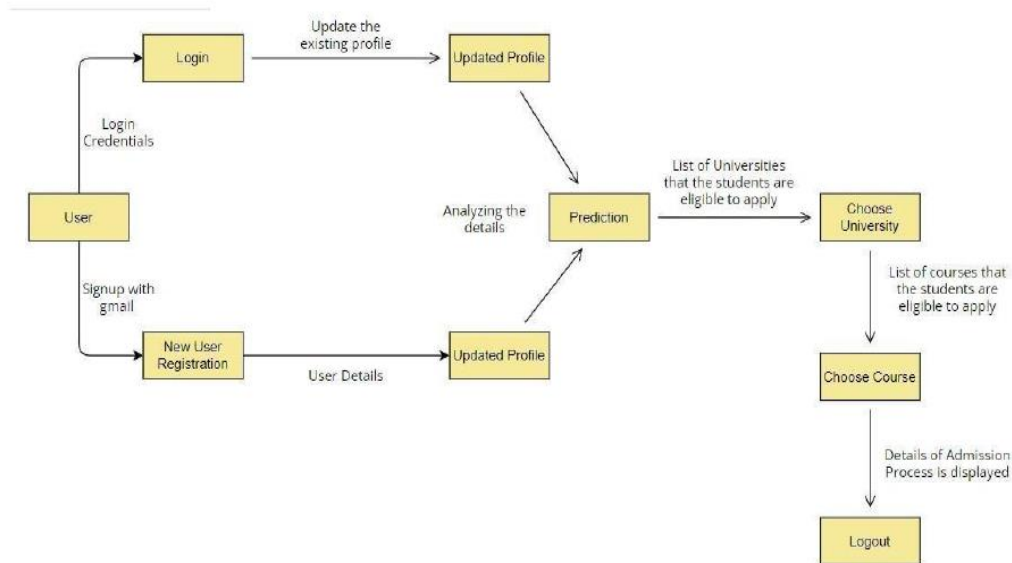 Update the
existing profile
Login
Updated Profile
Login
Credentials
List of Universities
that the students are
eligible to apply
User
Analyzing the
details
Prediction
Choose
University
Signup with
gmail
List of courses that
the students are
eligible to apply
New User
Registration
User Details
Updated Profile
Choose Course
Details of Admission
Process is displayed
Logout